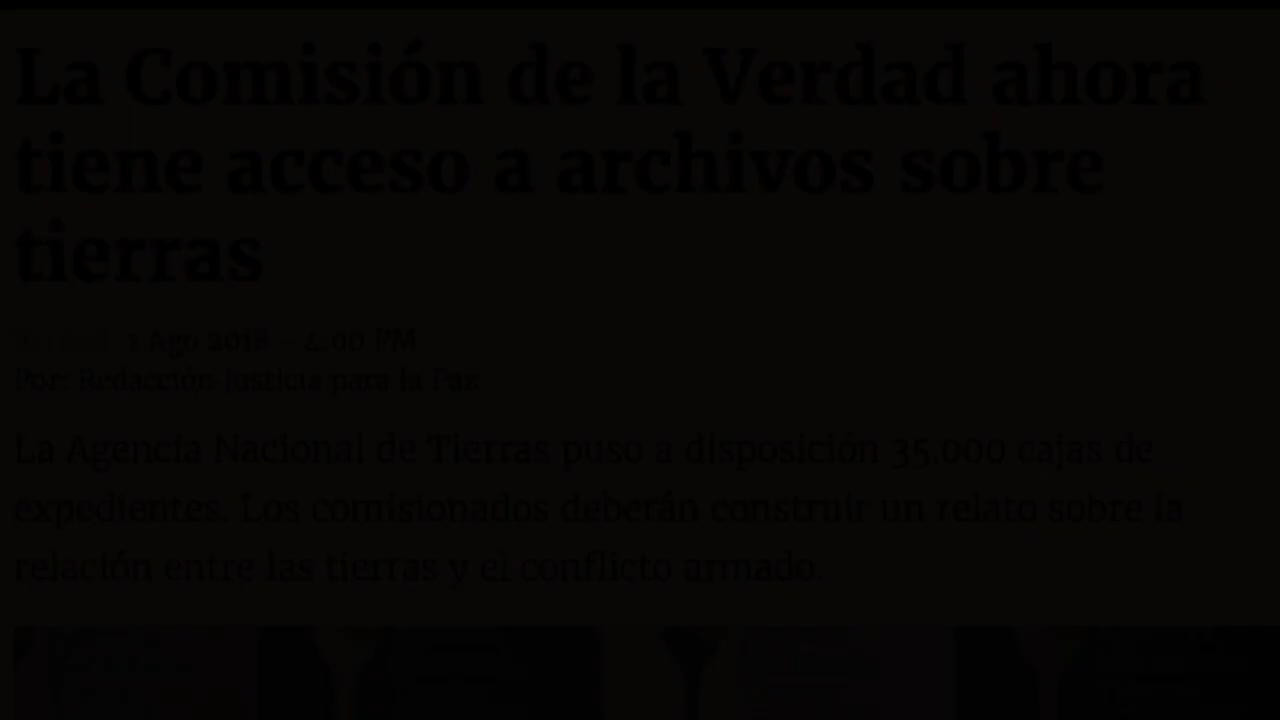 La Comisión de la Verdad ahora
tiene acceso a archivos sobre
tierras
1 Ago 2018 - 4:00 PM
Por: Redacción Justicia para la Paz
La Agencia Nacional de Tierras puso a disposición 35.000 cajas de
expedientes. Los comisionados deberán construir un relato sobre la
relación entre las tierras y el conflicto armado.